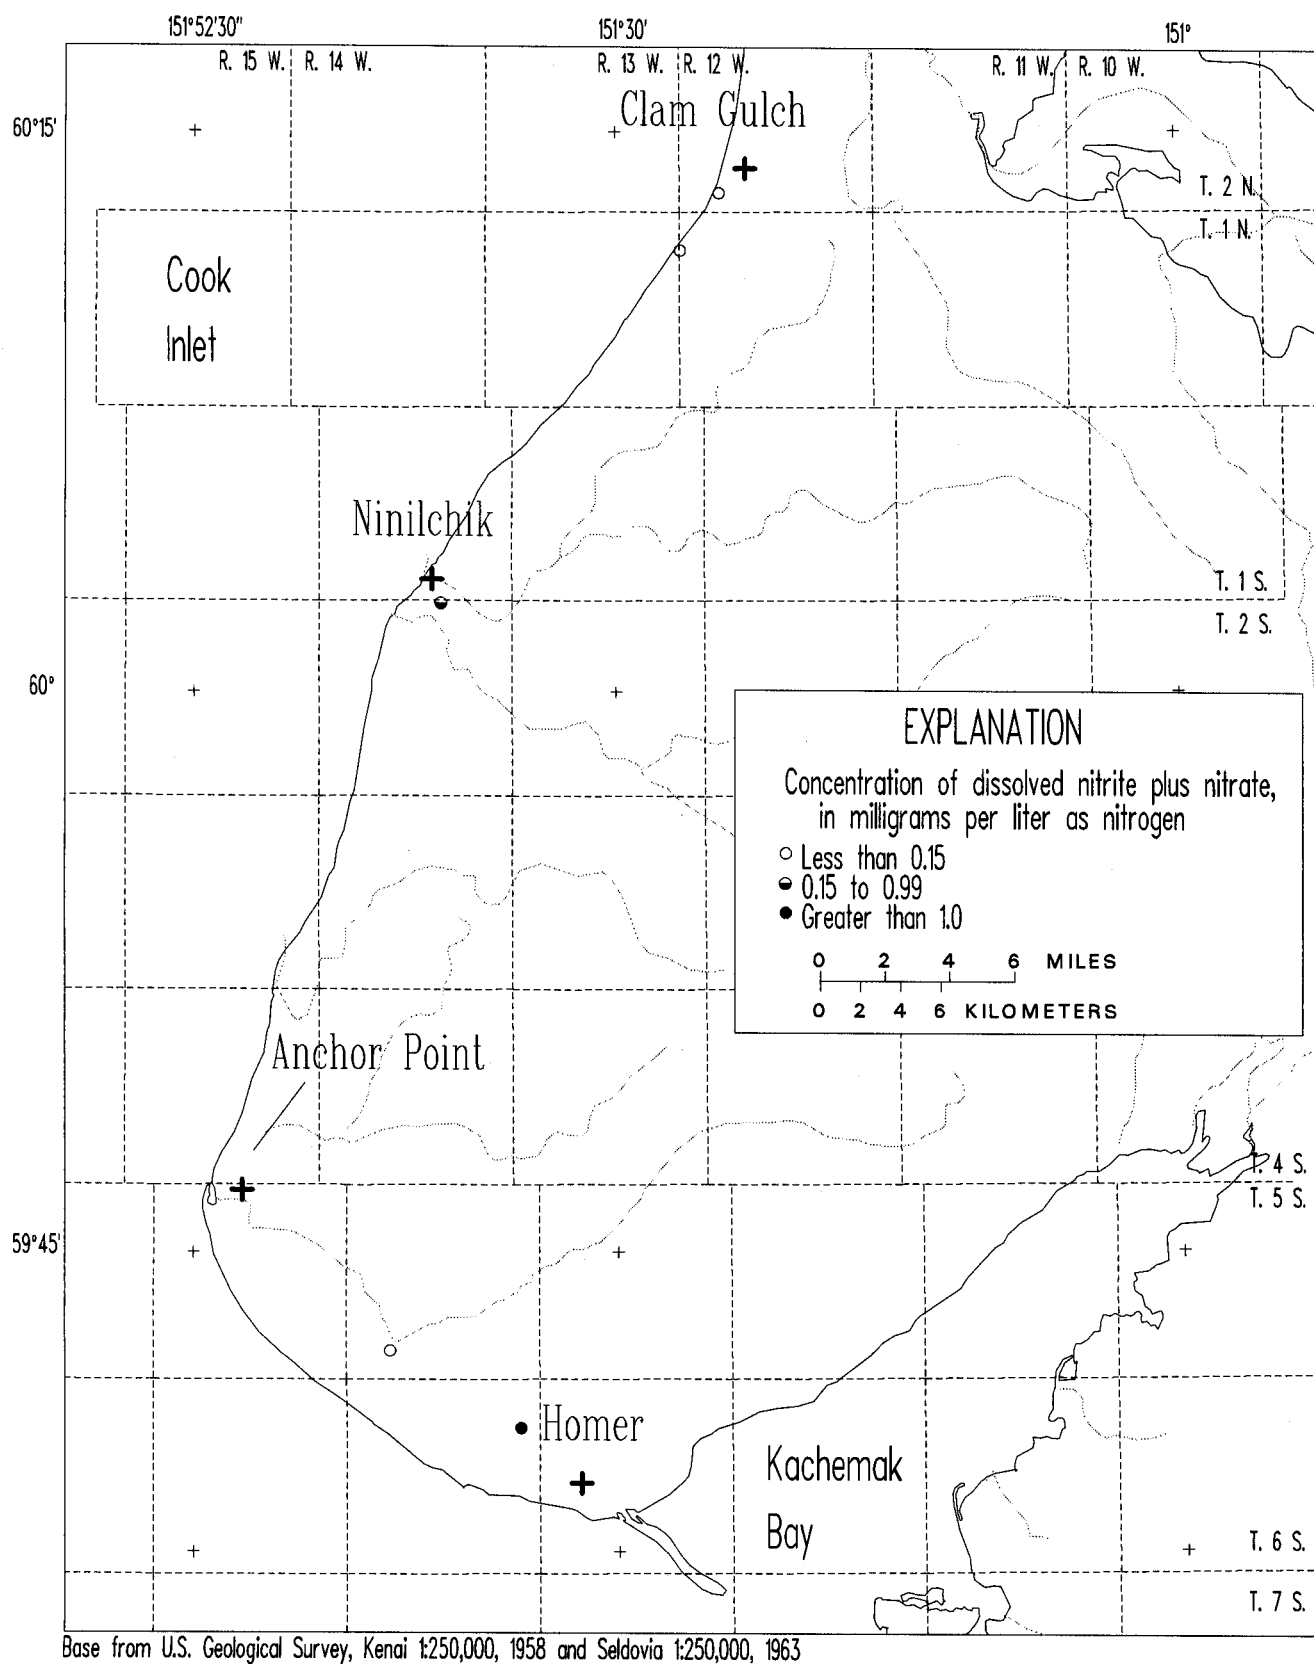 151°52'30" 151°30' 151°
R. 15 W. R. 14 W. R. 13 W. R. 12 W. R. 11 W. R. 10 W.
Clam Gulch
60°15'
T. 2 N.
T. 1 N.
Cook
Inlet
Ninilchik
T. 1 S.
T. 2 S.
60°
EXPLANATION
Concentration of dissolved nitrite plus nitrate,
in milligrams per liter as nitrogen
Less than 0.15
0.15 to 0.99
Greater than 1.0
0 2 4 6 MILES
0 2 4 6 KILOMETERS
Anchor Point
T. 4 S.
T. 5 S.
59°45'
Homer
Kachemak
Bay
T. 6 S.
T. 7 S.
Base from U.S. Geological Survey, Kenai 1:250,000, 1958 and Seldovia 1:250,000, 1963